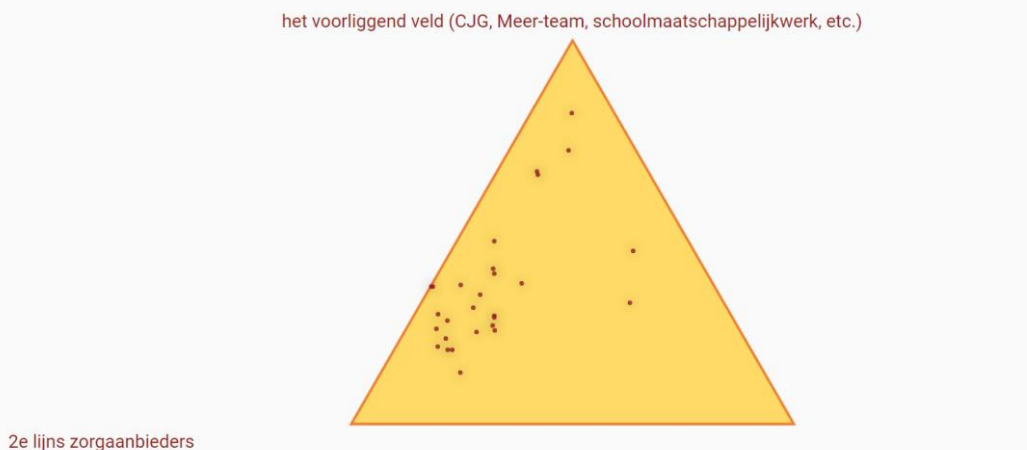 het voorliggend veld (CJG, Meer-team, schoolmaatschappelijkwerk, etc.)
2e lijns zorgaanbieders